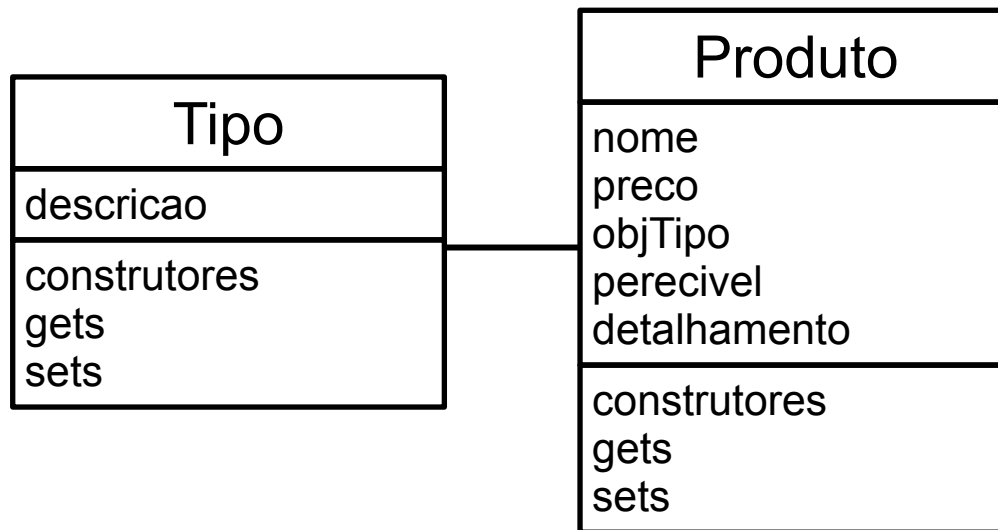 Tipo
descricao
construtores
gets
sets
Produto
nome
preco
objTipo
perecivel
detalhamento
construtores
gets
sets